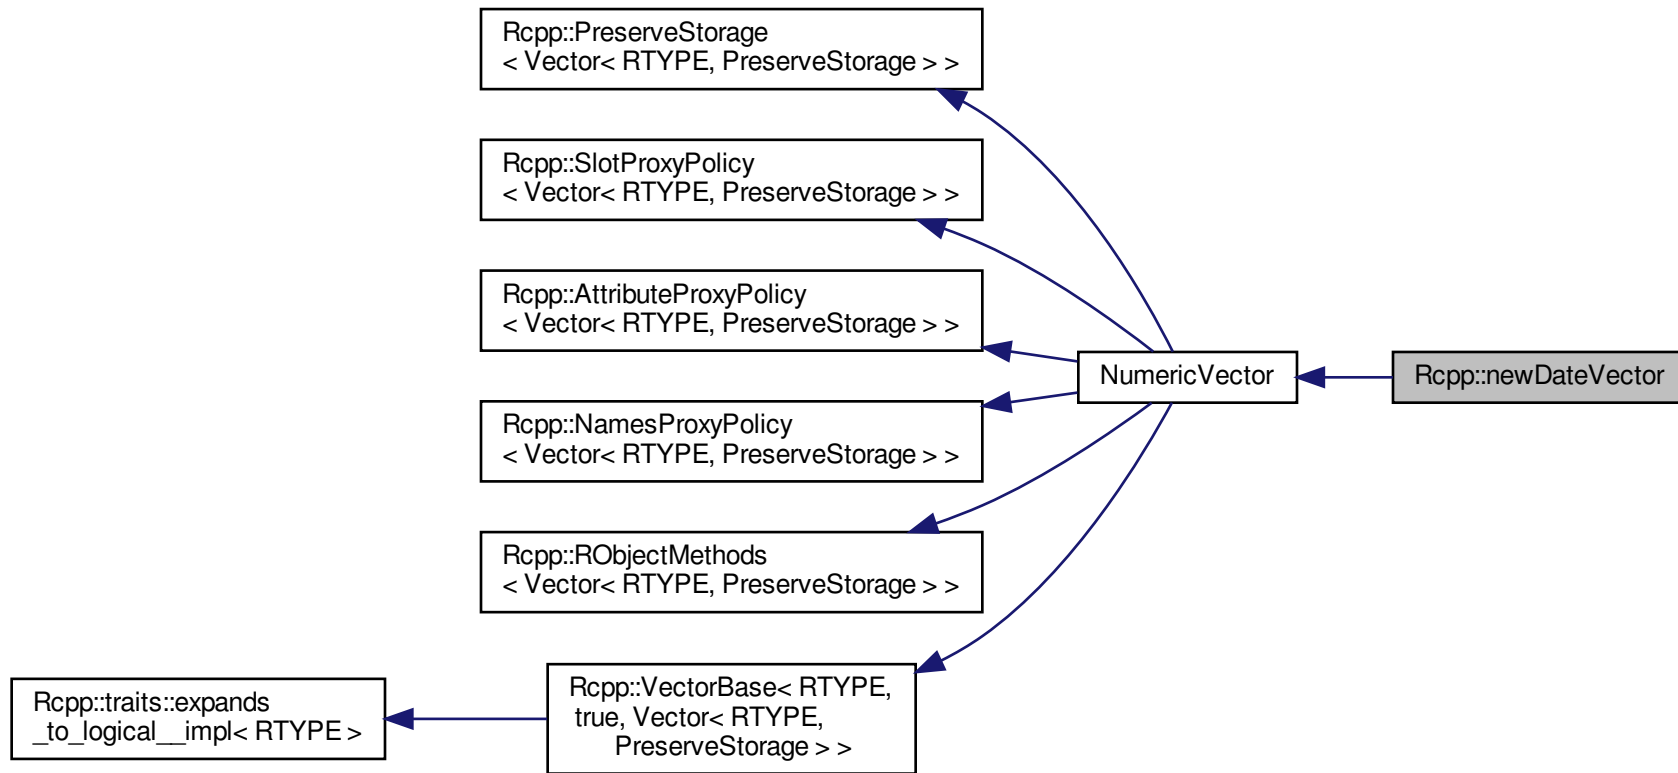 Rcpp::PreserveStorage
< Vector< RTYPE, PreserveStorage > >
Rcpp::SlotProxyPolicy
< Vector< RTYPE, PreserveStorage > >
Rcpp::AttributeProxyPolicy
< Vector< RTYPE, PreserveStorage > >
NumericVector
Rcpp::newDateVector
Rcpp::NamesProxyPolicy
< Vector< RTYPE, PreserveStorage > >
Rcpp::RObjectMethods
< Vector< RTYPE, PreserveStorage > >
Rcpp::traits::expands
_to_logical__impl< RTYPE >
Rcpp::VectorBase< RTYPE,
true, Vector< RTYPE,
PreserveStorage > >